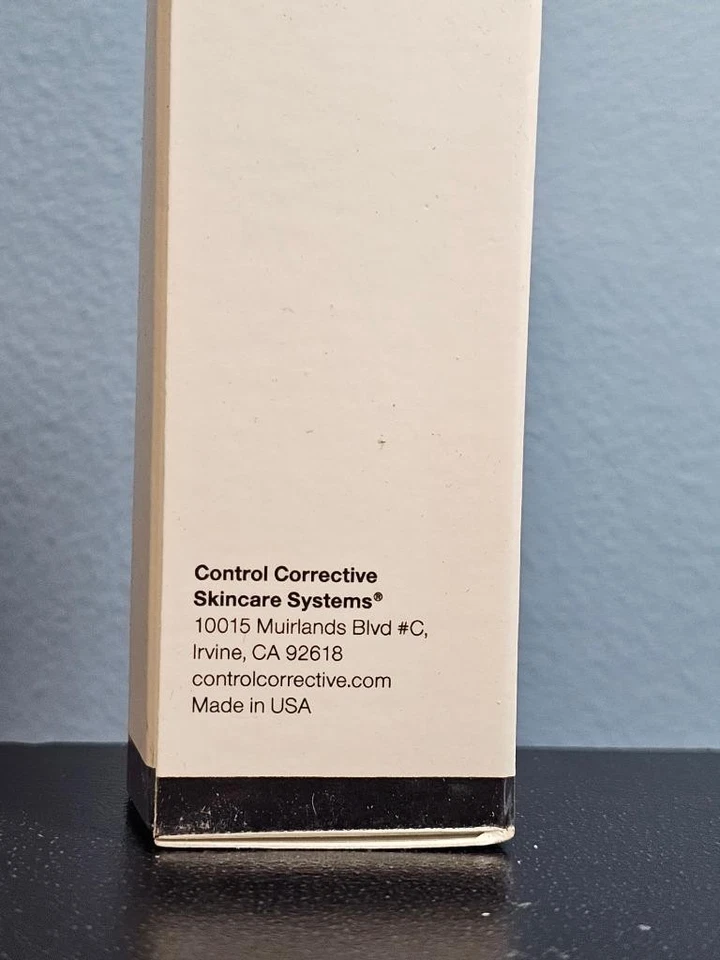 Control Corrective
Skincare Systems®
10015 Muirlands Blvd #C,
Irvine, CA 92618
controlcorrective.com
Made in USA